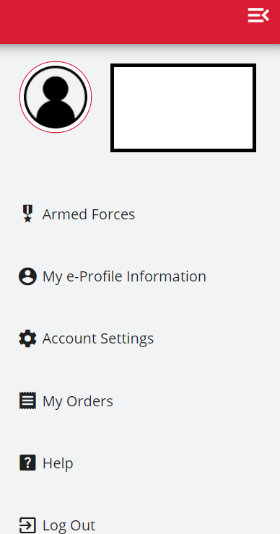 Armed Forces
My e-Profile Information
Account Settings
My Orders
Help
Log Out